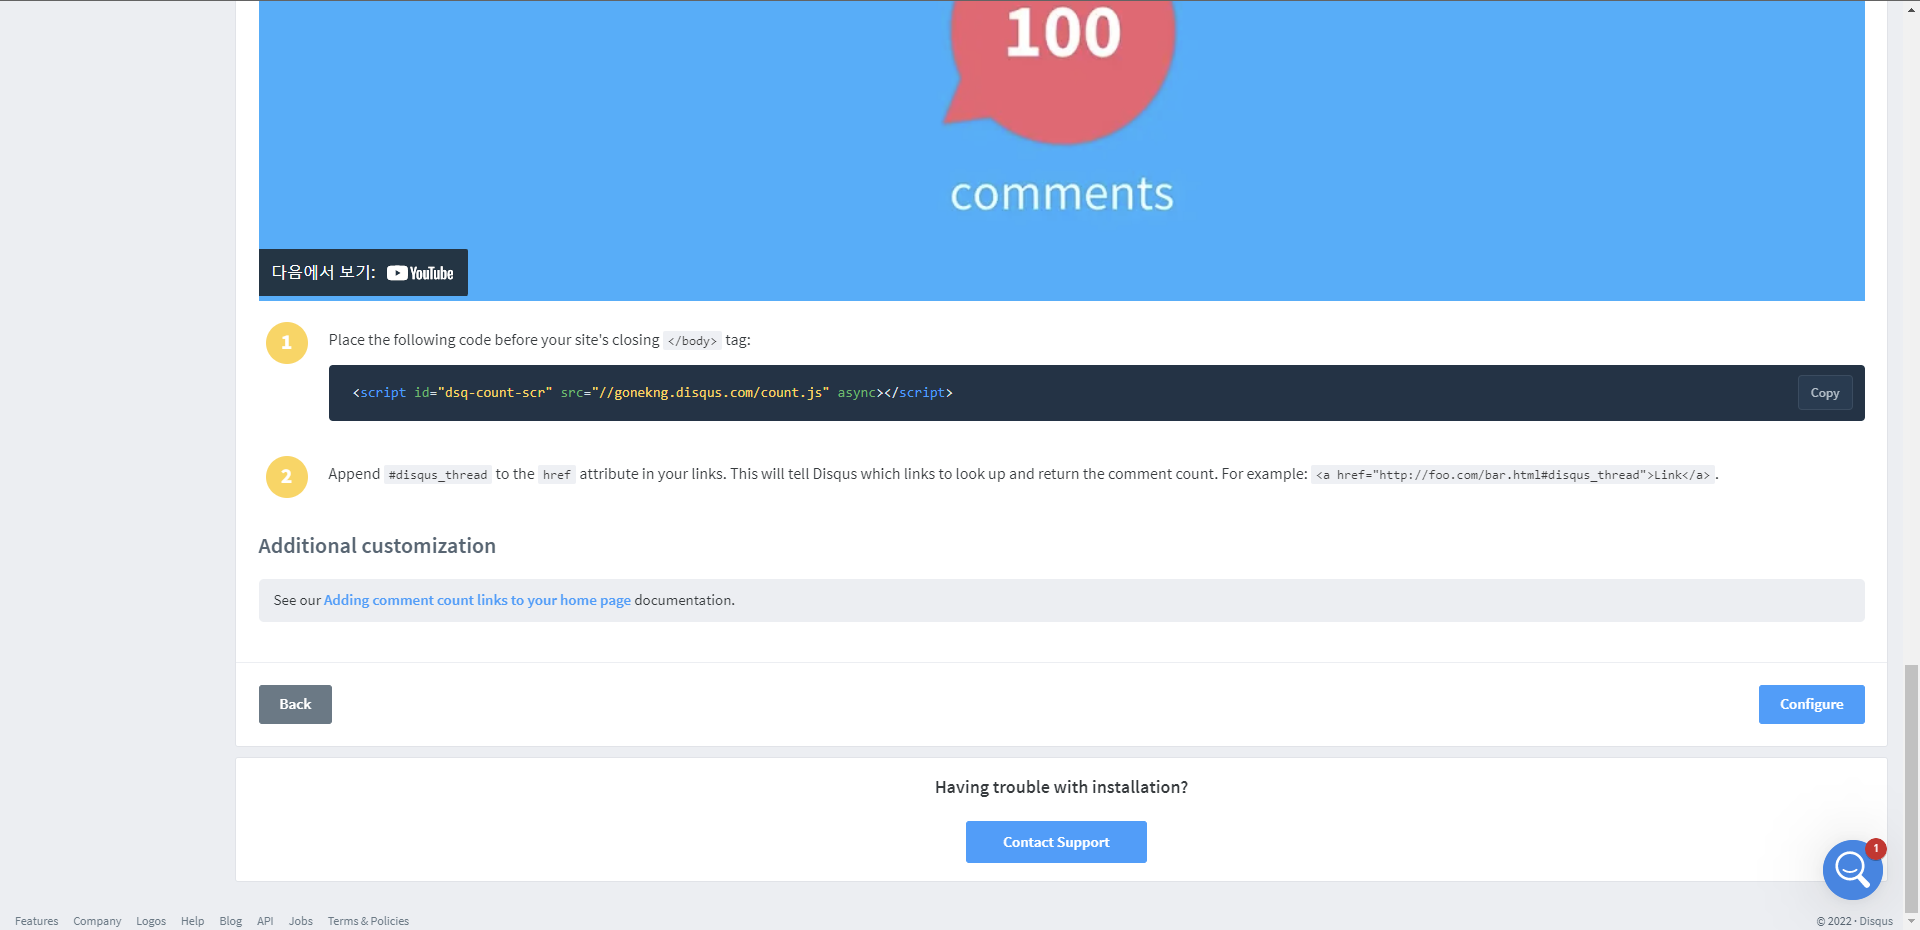 100
comments
다음에서 보기: YouTube
1
Place the following code before your site's closing </body> tag:
<script id="dsq-count-scr" src="//gonekng.disqus.com/count.js" async></script>
Copy
2
Append #disqus_thread to the href attribute in your links. This will tell Disqus which links to look up and return the comment count. For example: <a href="http://foo.com/bar.html#disqus_thread">Link</a>.
Additional customization
See our Adding comment count links to your home page documentation.
Back
Configure
Having trouble with installation?
Contact Support
1
Features Company Logos Help Blog API Jobs Terms & Policies
© 2022 · Disqus